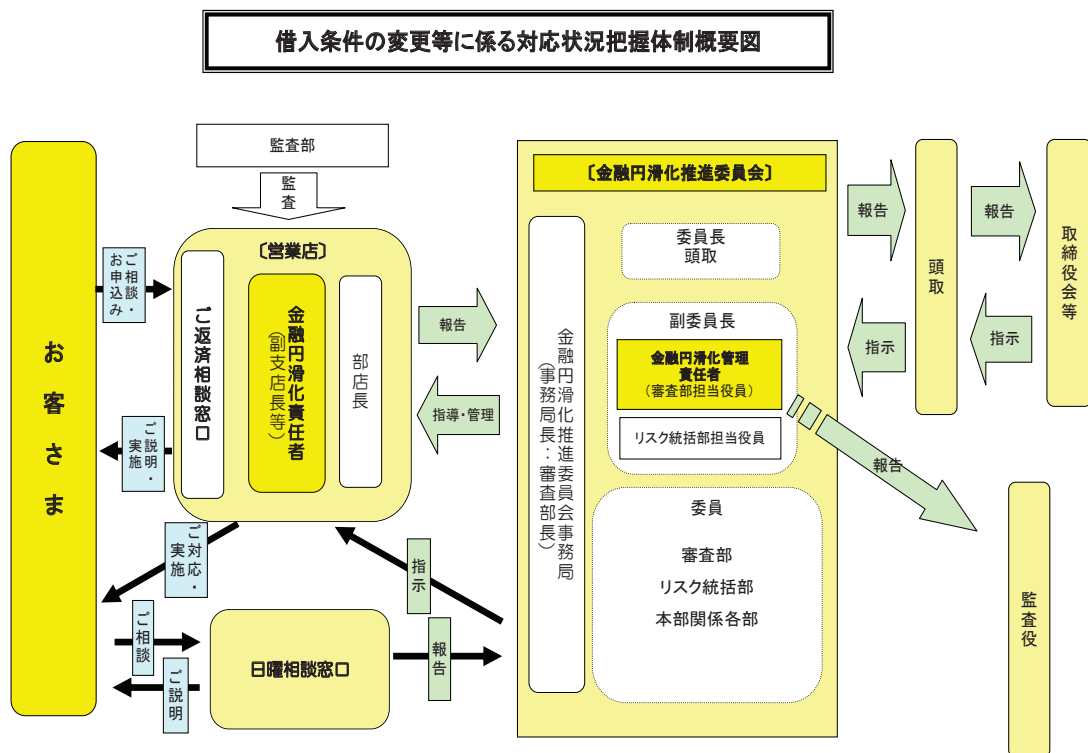 借入条件の変更等に係る対応状況把握体制概要図
お客さま
監査部
監査
〔営業店〕
ご返済相談窓口
金融円滑化責任者
(副支店長等)
部店長
ご相談・
お申込み
ご説明・
実施
ご対応・
実施
ご相談
ご説明
日曜相談窓口
報告
指導・管理
指示
報告
〔金融円滑化推進委員会〕
金融円滑化推進委員会事務局
(事務局長:審査部長)
委員長
頭取
副委員長
金融円滑化管理
責任者
(審査部担当役員)
リスク統括部担当役員
委員
審査部
リスク統括部
本部関係各部
報告
指示
頭取
報告
指示
取締役会等
報告
監査役